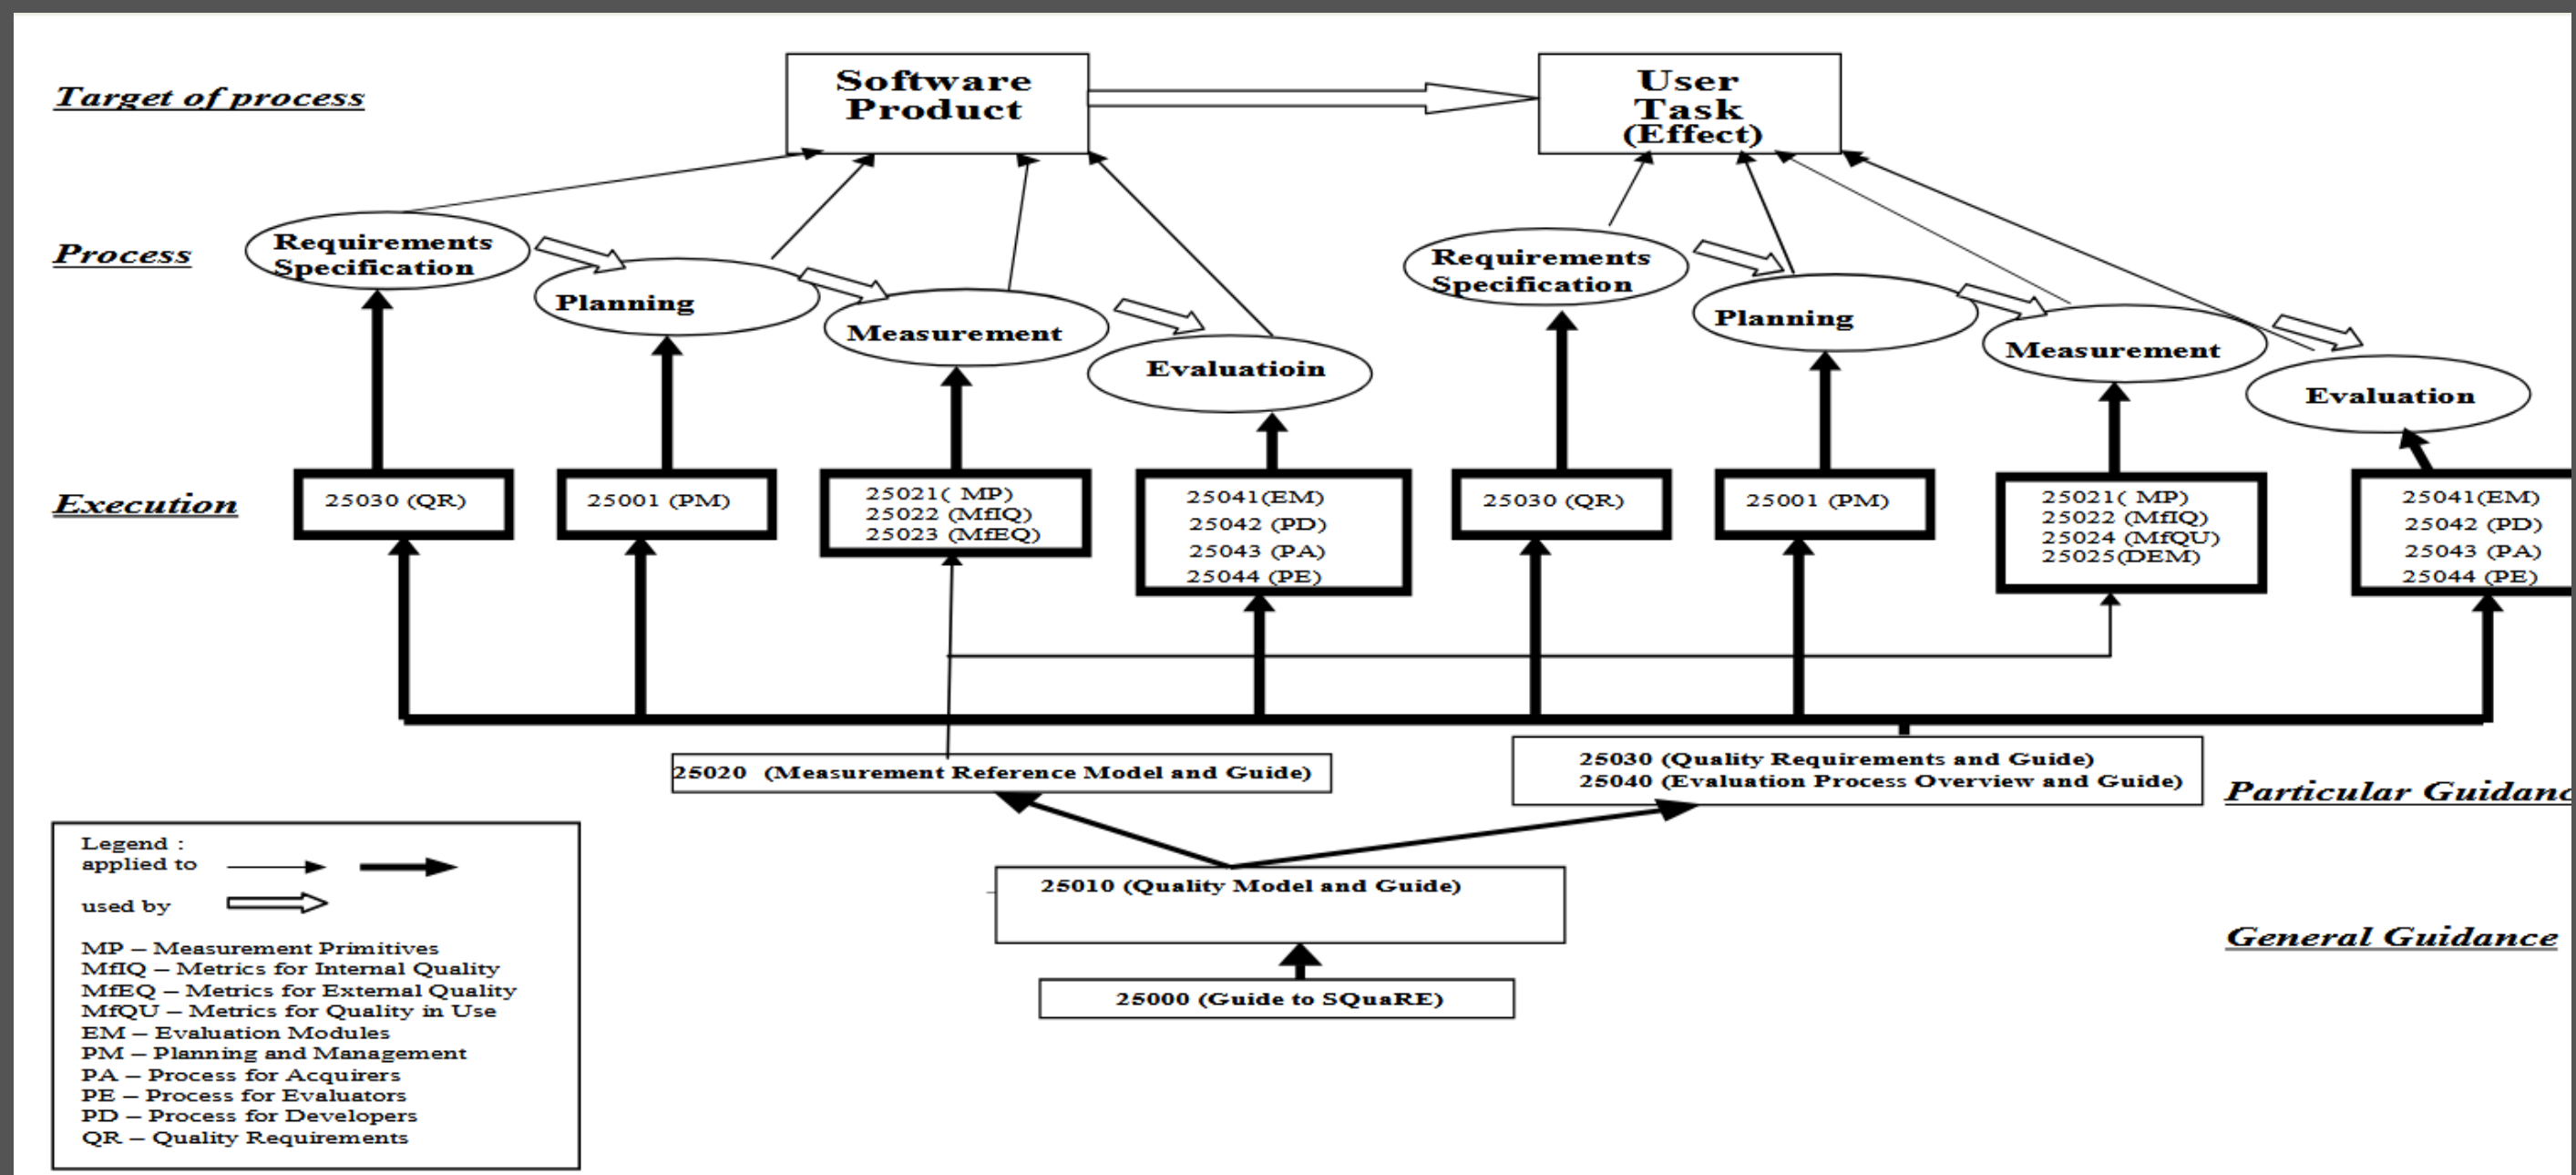 Target of process
Software
Product
User
Task
(Effect)
Process
Requirements
Specification
Planning
Measurement
Evaluatioin
Requirements
Specification
Planning
Measurement
Evaluation
Execution
25030 (QR)
25001 (PM)
25021( MP)
25022 (MfIQ)
25023 (MfEQ)
25041(EM)
25042 (PD)
25043 (PA)
25044 (PE)
25030 (QR)
25001 (PM)
25021( MP)
25022 (MfIQ)
25024 (MfQU)
25025(DEM)
25041(EM)
25042 (PD)
25043 (PA)
25044 (PE)
25020 (Measurement Reference Model and Guide)
25030 (Quality Requirements and Guide)
25040 (Evaluation Process Overview and Guide)
Particular Guidanc
25010 (Quality Model and Guide)
General Guidance
25000 (Guide to SQuaRE)
Legend :
applied to
used by
MP – Measurement Primitives
MfIQ – Metrics for Internal Quality
MfEQ – Metrics for External Quality
MfQU – Metrics for Quality in Use
EM – Evaluation Modules
PM – Planning and Management
PA – Process for Acquirers
PE – Process for Evaluators
PD – Process for Developers
QR – Quality Requirements